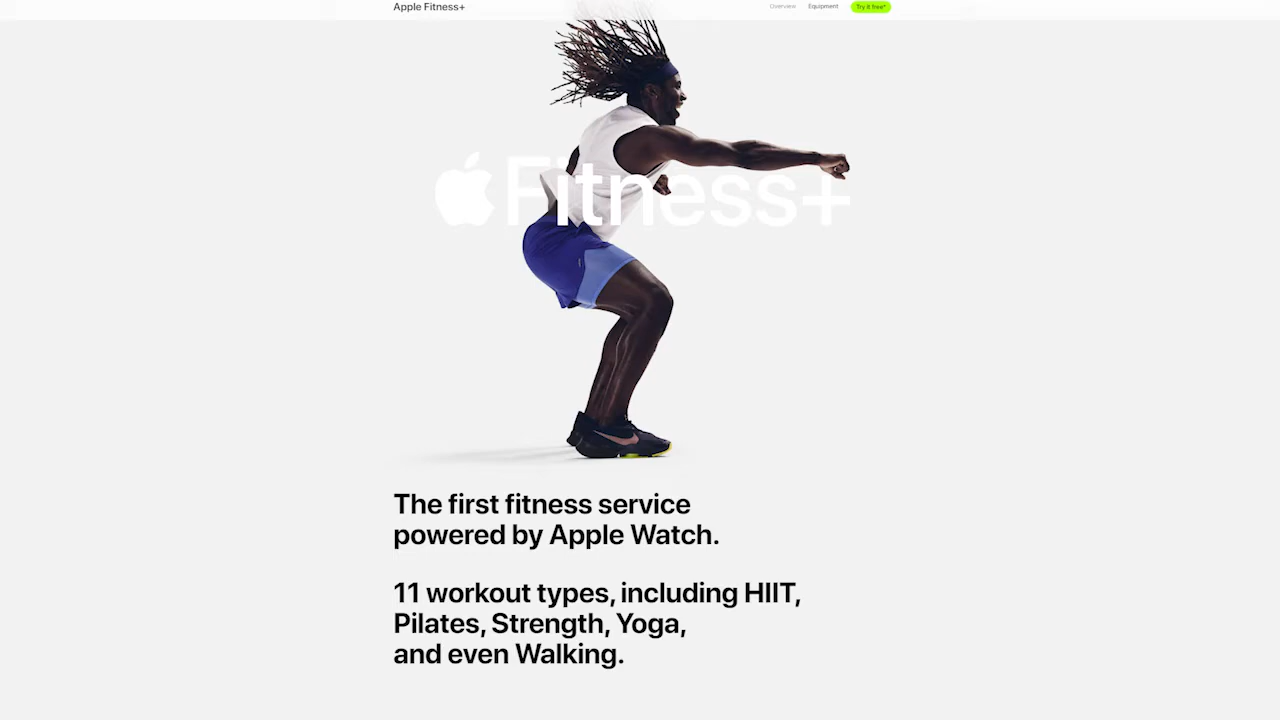 Apple Fitness+
Overview
Equipment
Try it free*
Fitness+
The first fitness service
powered by Apple Watch.
11 workout types, including HIIT,
Pilates, Strength, Yoga,
and even Walking.